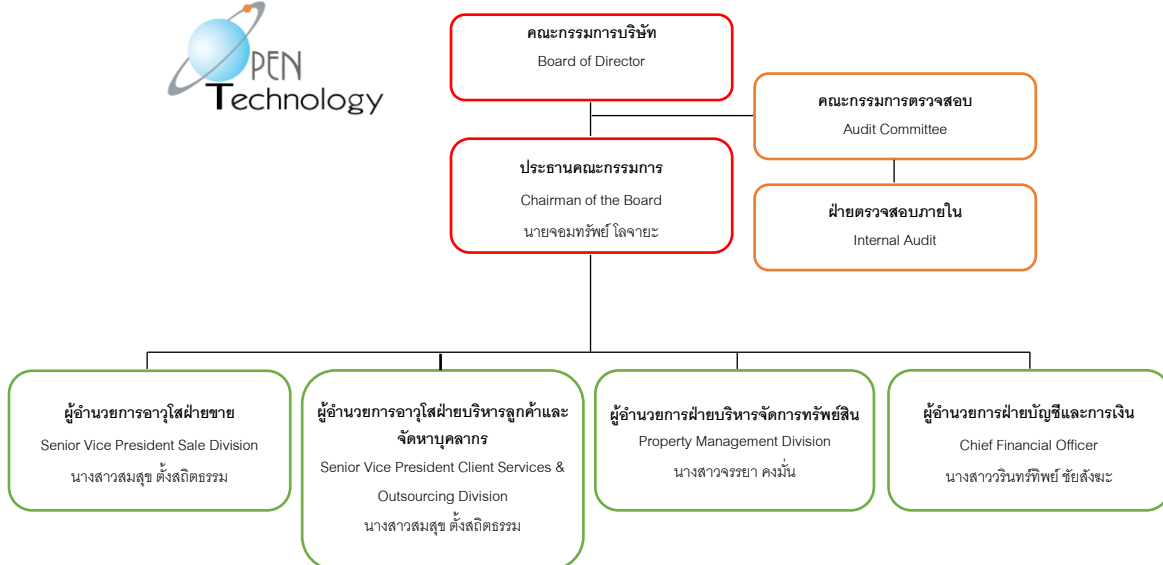 OPEN
Technology
คณะกรรมการบริษัท
Board of Director
คณะกรรมการตรวจสอบ
Audit Committee
ประธานคณะกรรมการ
Chairman of the Board
นายจอมทรัพย์ โลจายะ
ฝ่ายตรวจสอบภายใน
Internal Audit
ผู้อำนวยการอาวุโสฝ่ายขาย
Senior Vice President Sale Division
นางสาวสมสุข ตั้งสถิตธรรม
ผู้อำนวยการอาวุโสฝ่ายบริหารลูกค้าและ
จัดหาบุคลากร
Senior Vice President Client Services &
Outsourcing Division
นางสาวสมสุข ตั้งสถิตธรรม
ผู้อำนวยการฝ่ายบริหารจัดการทรัพย์สิน
Property Management Division
นางสาวจรรยา คงมั่น
ผู้อำนวยการฝ่ายบัญชีและการเงิน
Chief Financial Officer
นางสาววรินทร์ทิพย์ ชัยสังฆะ